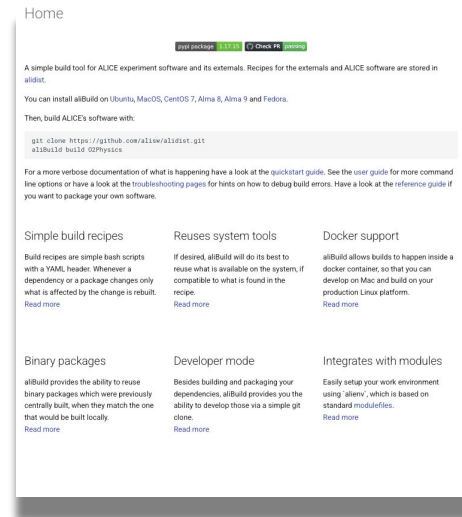 Home
pypi package 1.17.15 Check PR passing
A simple build tool for ALICE experiment software and its externals. Recipes for the externals and ALICE software are stored in
alidist.
You can install aliBuild on Ubuntu, MacOS, CentOS 7, Alma 8, Alma 9 and Fedora.
Then, build ALICE's software with:
git clone https://github.com/alisw/alidist.git
aliBuild build O2Physics
For a more verbose documentation of what is happening have a look at the quickstart guide. See the user guide for more command
line options or have a look at the troubleshooting pages for hints on how to debug build errors. Have a look at the reference guide if
you want to package your own software.
Simple build recipes
Build recipes are simple bash scripts
with a YAML header. Whenever a
dependency or a package changes only
what is affected by the change is rebuilt.
Read more
Reuses system tools
If desired, aliBuild will do its best to
reuse what is available on the system, if
compatible to what is found in the
recipe.
Read more
Docker support
aliBuild allows builds to happen inside a
docker container, so that you can
develop on Mac and build on your
production Linux platform.
Read more
Binary packages
aliBuild provides the ability to reuse
binary packages which were previously
centrally built, when they match the one
that would be built locally.
Read more
Developer mode
Besides building and packaging your
dependencies, aliBuild provides you the
ability to develop those via a simple git
clone.
Read more
Integrates with modules
Easily setup your work environment
using `alienv`, which is based on
standard modulefiles.
Read more